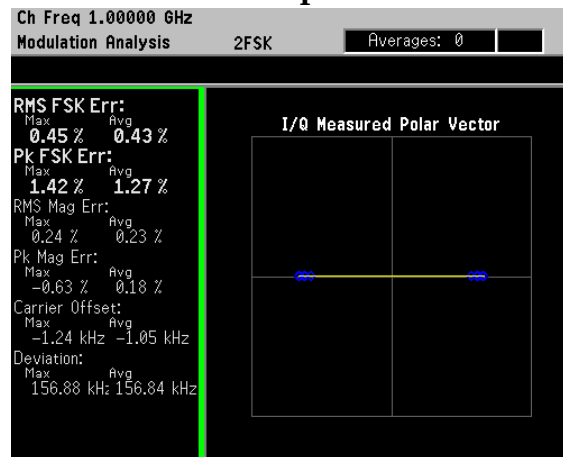 Ch Freq 1.00000 GHz
Modulation Analysis 2FSK Averages: 0
RMS FSK Err:
Max Avg
0.45 % 0.43 %
Pk FSK Err:
Max Avg
1.42 % 1.27 %
RMS Mag Err:
Max Avg
0.24 % 0.23 %
Pk Mag Err:
Max Avg
-0.63 % 0.18 %
Carrier Offset:
Max Avg
-1.24 kHz -1.05 kHz
Deviation:
Max Avg
156.88 kHz 156.84 kHz
I/Q Measured Polar Vector